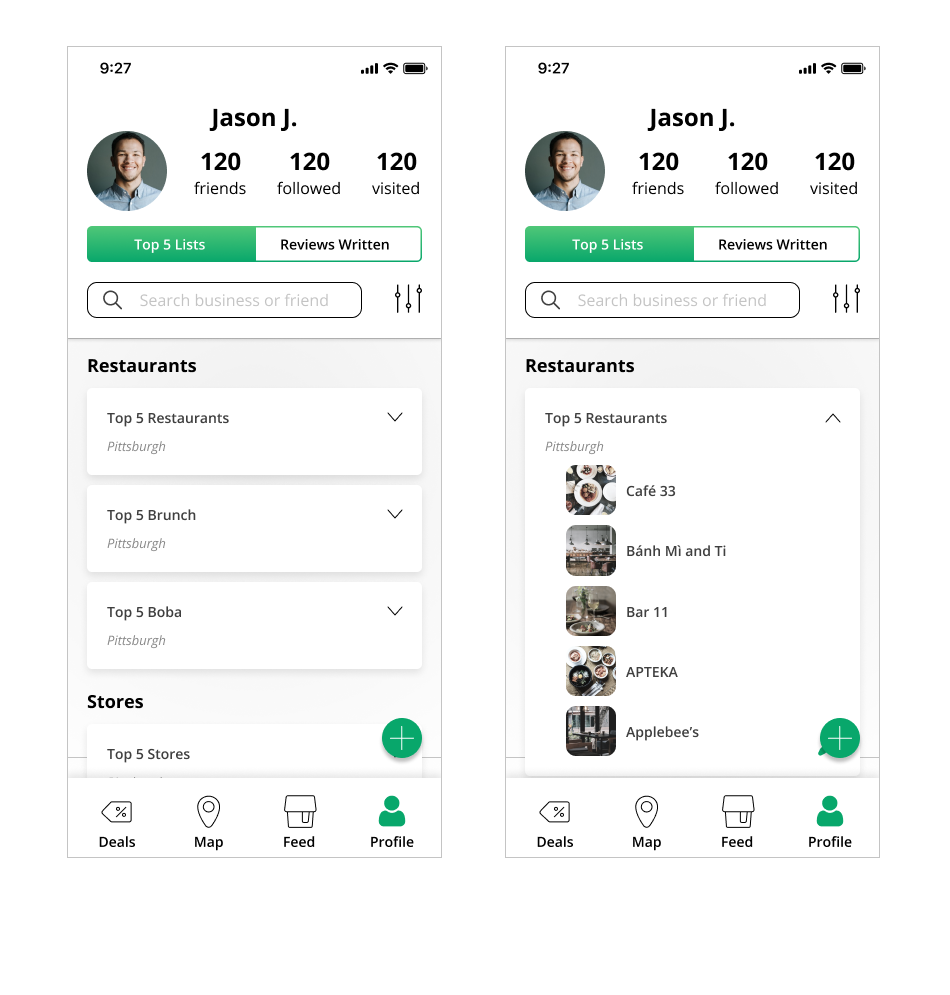 9:27
Jason J.
120 120 120
friends followed visited
Top 5 Lists Reviews Written
Search business or friend
Restaurants
Top 5 Restaurants
Pittsburgh
Top 5 Brunch
Pittsburgh
Top 5 Boba
Pittsburgh
Stores
Top 5 Stores
Deals Map Feed Profile
9:27
Jason J.
120 120 120
friends followed visited
Top 5 Lists Reviews Written
Search business or friend
Restaurants
Top 5 Restaurants
Pittsburgh
Café 33
Bánh Mì and Ti
Bar 11
APTEKA
Applebee’s
Deals Map Feed Profile